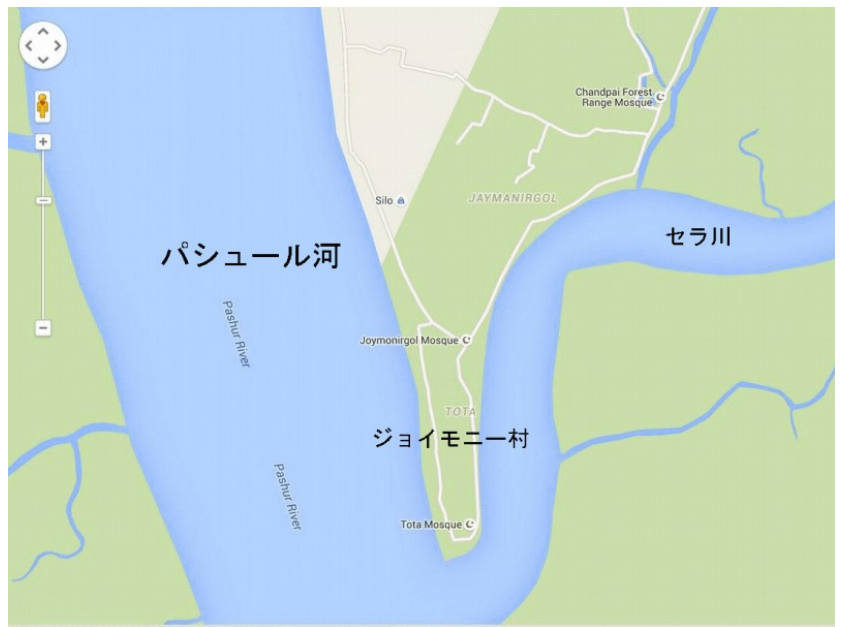 Chandpai Forest
Range Mosque
Silo
JAYMANIRGOL
セラ川
パシュール河
Pashur River
Joymonirgol Mosque
TOTA
ジョイモニー村
Pashur River
Tota Mosque